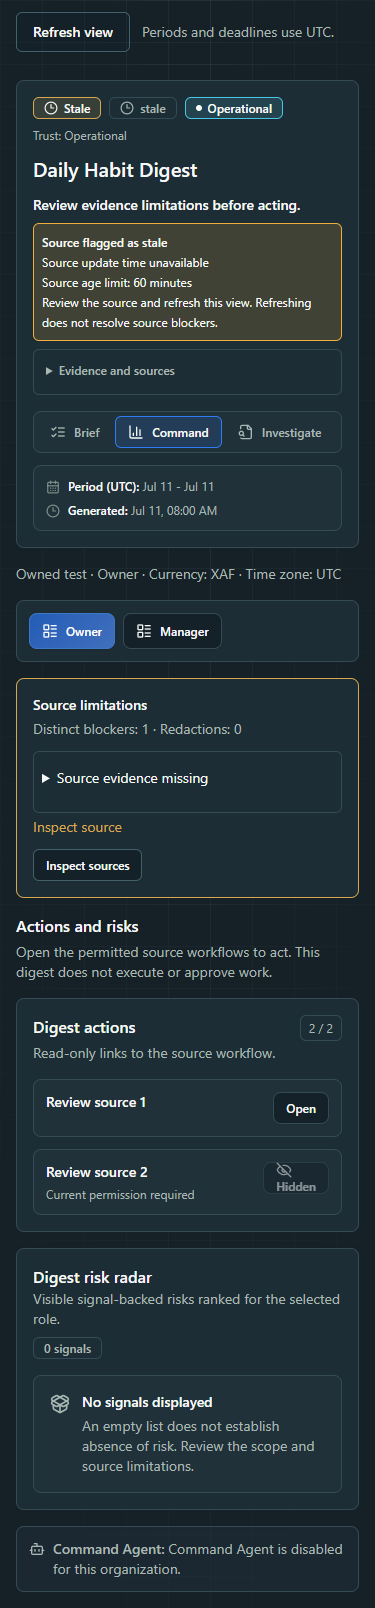 Refresh view
Periods and deadlines use UTC.
Stale
stale
Operational
Trust: Operational
Daily Habit Digest
Review evidence limitations before acting.
Source flagged as stale
Source update time unavailable
Source age limit: 60 minutes
Review the source and refresh this view. Refreshing
does not resolve source blockers.
Evidence and sources
Brief
Command
Investigate
Period (UTC): Jul 11 - Jul 11
Generated: Jul 11, 08:00 AM
Owned test · Owner · Currency: XAF · Time zone: UTC
Owner
Manager
Source limitations
Distinct blockers: 1 · Redactions: 0
Source evidence missing
Inspect source
Inspect sources
Actions and risks
Open the permitted source workflows to act. This
digest does not execute or approve work.
Digest actions
2 / 2
Read-only links to the source workflow.
Review source 1
Open
Review source 2
Current permission required
Hidden
Digest risk radar
Visible signal-backed risks ranked for the selected
role.
0 signals
No signals displayed
An empty list does not establish
absence of risk. Review the scope and
source limitations.
Command Agent: Command Agent is disabled
for this organization.